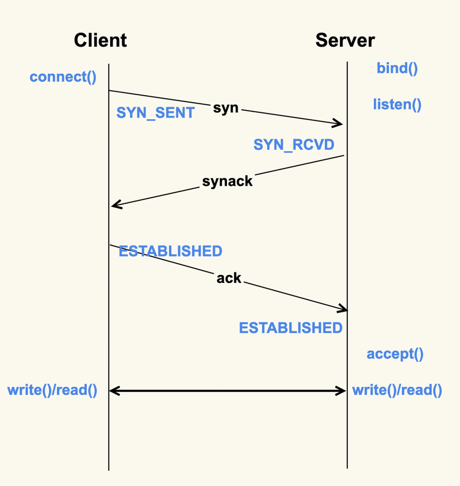 Client
Server
connect()
bind()
listen()
syn
SYN_SENT
SYN_RCVD
synack
ESTABLISHED
ack
ESTABLISHED
accept()
write()/read()
write()/read()